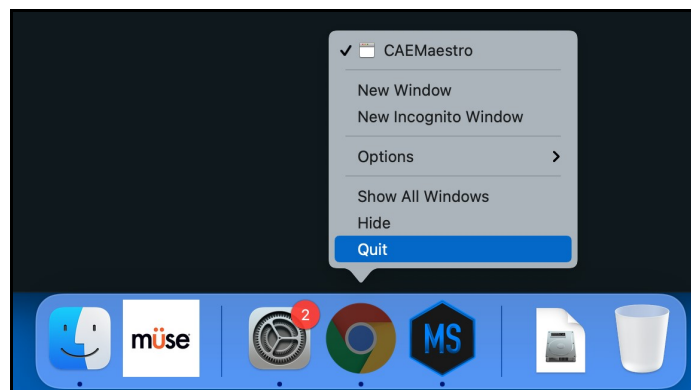 CAEMaestro
New Window
New Incognito Window
Options
Show All Windows
Hide
Quit
2
müse
MS